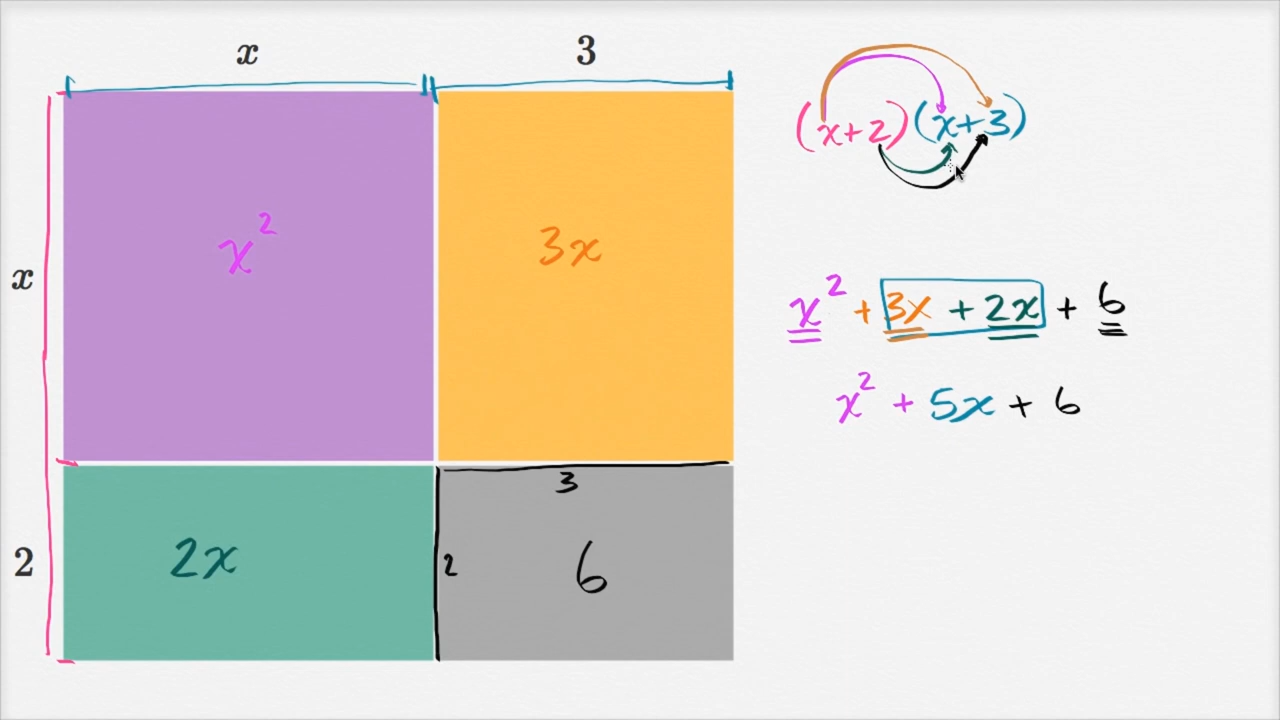 x 3
(x+2)(x+3)
x
x² 3x
x² + 3x + 2x + 6
x² + 5x + 6
3
2
2x
2
6